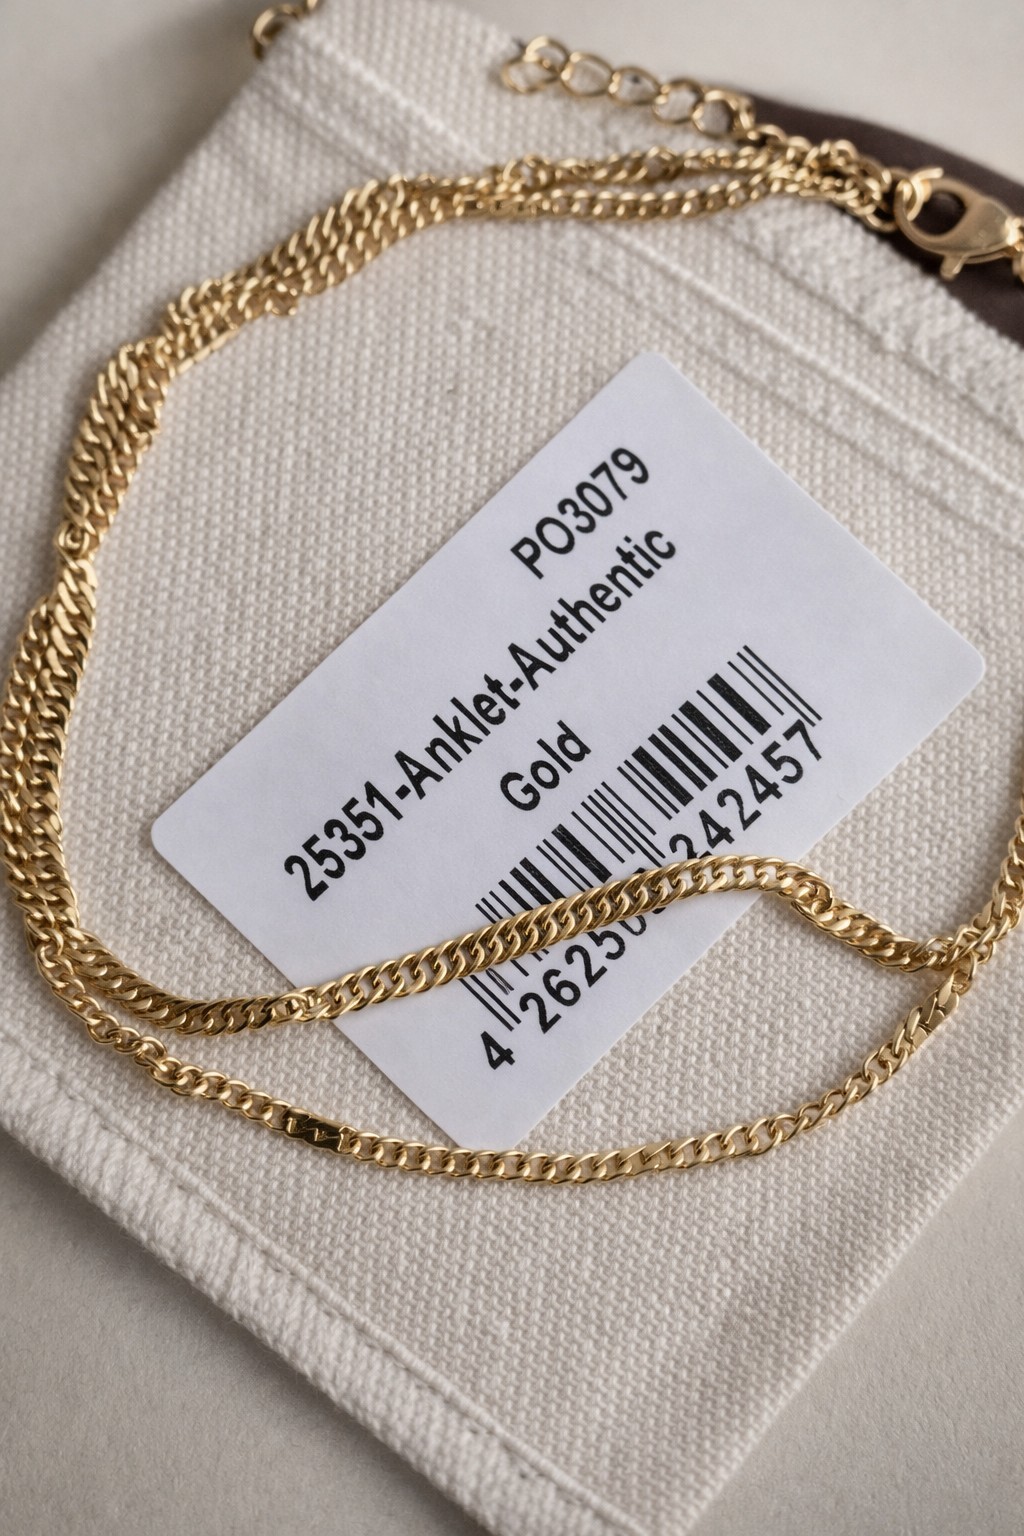 PO3079
25351-Anklet-Authentic
Gold
4 26250 242457